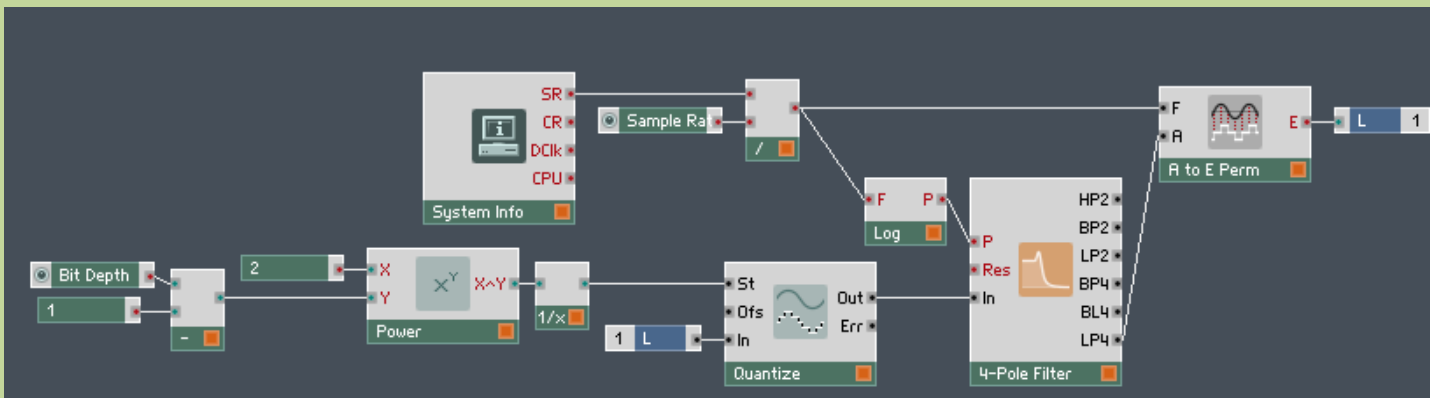 SR
CR
DClk
CPU
System Info
Sample Rat
/
F
A
E
A to E Perm
L 1
F P
Log
HP2
BP2
LP2
BP4
BL4
LP4
P
Res
In
4-Pole Filter
Bit Depth
1
-
2
X
Y
X^Y
X^Y
Power
1/x
1 L
St
Ofs
In
Out
Err
Quantize